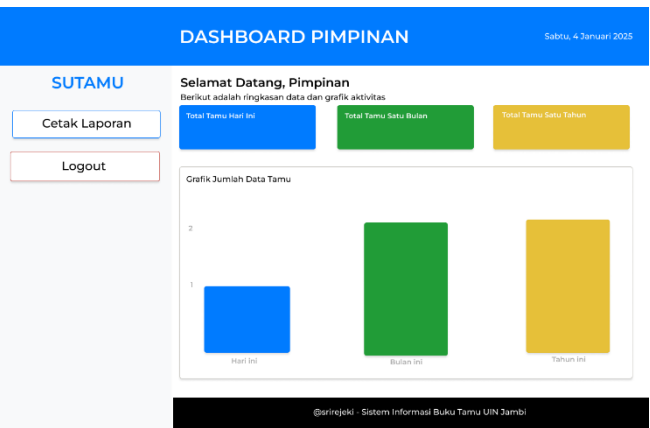 DASHBOARD PIMPINAN
Sabtu, 4 Januari 2025
SUTAMU
Cetak Laporan
Logout
Selamat Datang, Pimpinan
Berikut adalah ringkasan data dan grafik aktivitas
Total Tamu Hari Ini
Total Tamu Satu Bulan
Total Tamu Satu Tahun
Grafik Jumlah Data Tamu
2
1
Hari ini
Bulan ini
Tahun ini
@srirejeki - Sistem Informasi Buku Tamu UIN Jambi